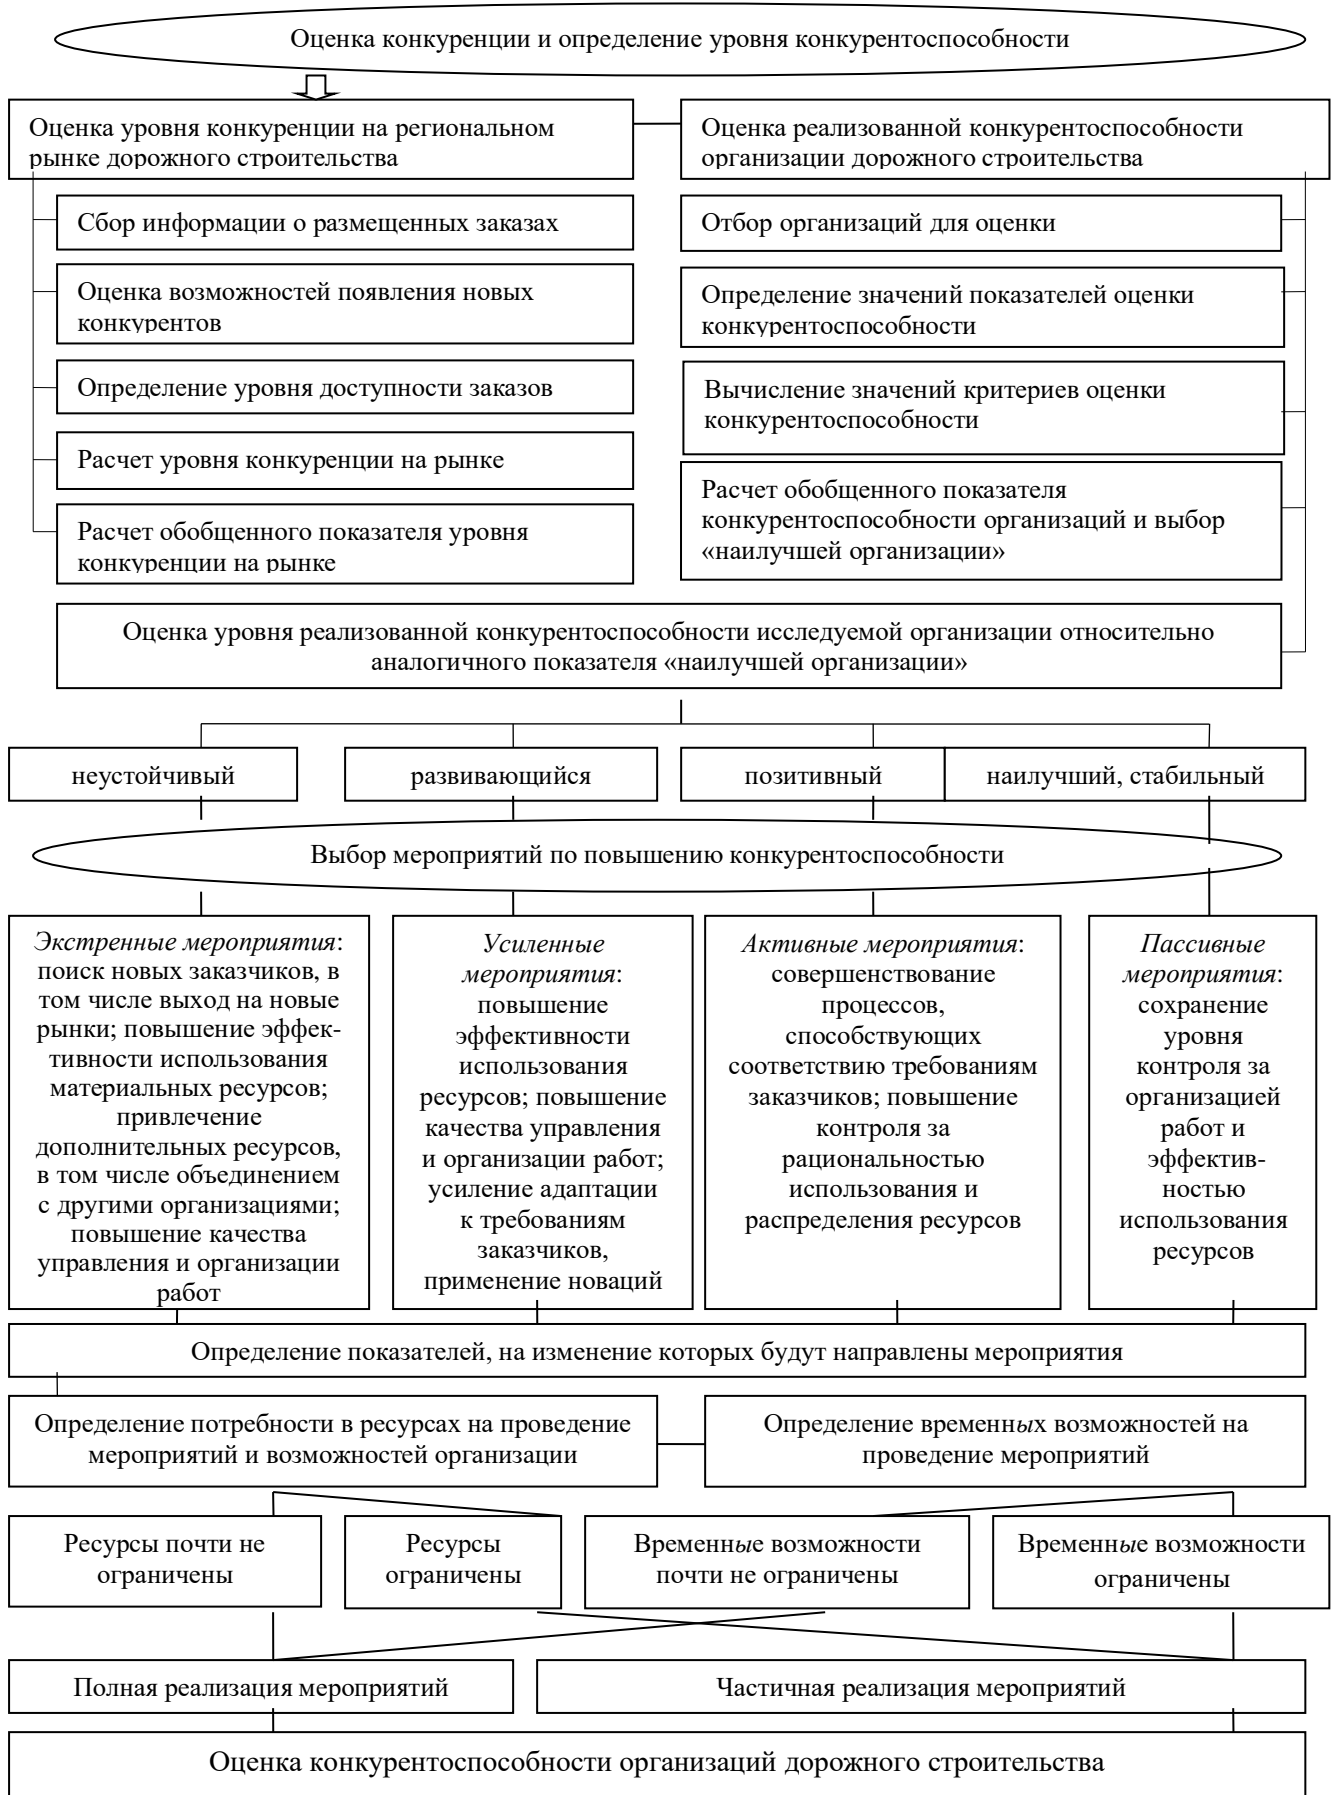 Оценка конкуренции и определение уровня конкурентоспособности
Оценка уровня конкуренции на региональном
рынке дорожного строительства
Оценка реализованной конкурентоспособности
организации дорожного строительства
Сбор информации о размещенных заказах
Оценка возможностей появления новых
конкурентов
Определение уровня доступности заказов
Расчет уровня конкуренции на рынке
Расчет обобщенного показателя уровня
конкуренции на рынке
Отбор организаций для оценки
Определение значений показателей оценки
конкурентоспособности
Вычисление значений критериев оценки
конкурентоспособности
Расчет обобщенного показателя
конкурентоспособности организаций и выбор
«наилучшей организации»
Оценка уровня реализованной конкурентоспособности исследуемой организации относительно
аналогичного показателя «наилучшей организации»
неустойчивый
развивающийся
позитивный
наилучший, стабильный
Выбор мероприятий по повышению конкурентоспособности
Экстренные мероприятия:
поиск новых заказчиков, в
том числе выход на новые
рынки; повышение эффек-
тивности использования
материальных ресурсов;
привлечение
дополнительных ресурсов,
в том числе объединением
с другими организациями;
повышение качества
управления и организации
работ
Усиленные
мероприятия:
повышение
эффективности
использования
ресурсов; повышение
качества управления
и организации работ;
усиление адаптации
к требованиям
заказчиков,
применение новаций
Активные мероприятия:
совершенствование
процессов,
способствующих
соответствию требованиям
заказчиков; повышение
контроля за
рациональностью
использования и
распределения ресурсов
Пассивные
мероприятия:
сохранение
уровня
контроля за
организацией
работ и
эффектив-
ностью
использования
ресурсов
Определение показателей, на изменение которых будут направлены мероприятия
Определение потребности в ресурсах на проведение
мероприятий и возможностей организации
Определение временных возможностей на
проведение мероприятий
Ресурсы почти не
ограничены
Ресурсы
ограничены
Временные возможности
почти не ограничены
Временные возможности
ограничены
Полная реализация мероприятий
Частичная реализация мероприятий
Оценка конкурентоспособности организаций дорожного строительства